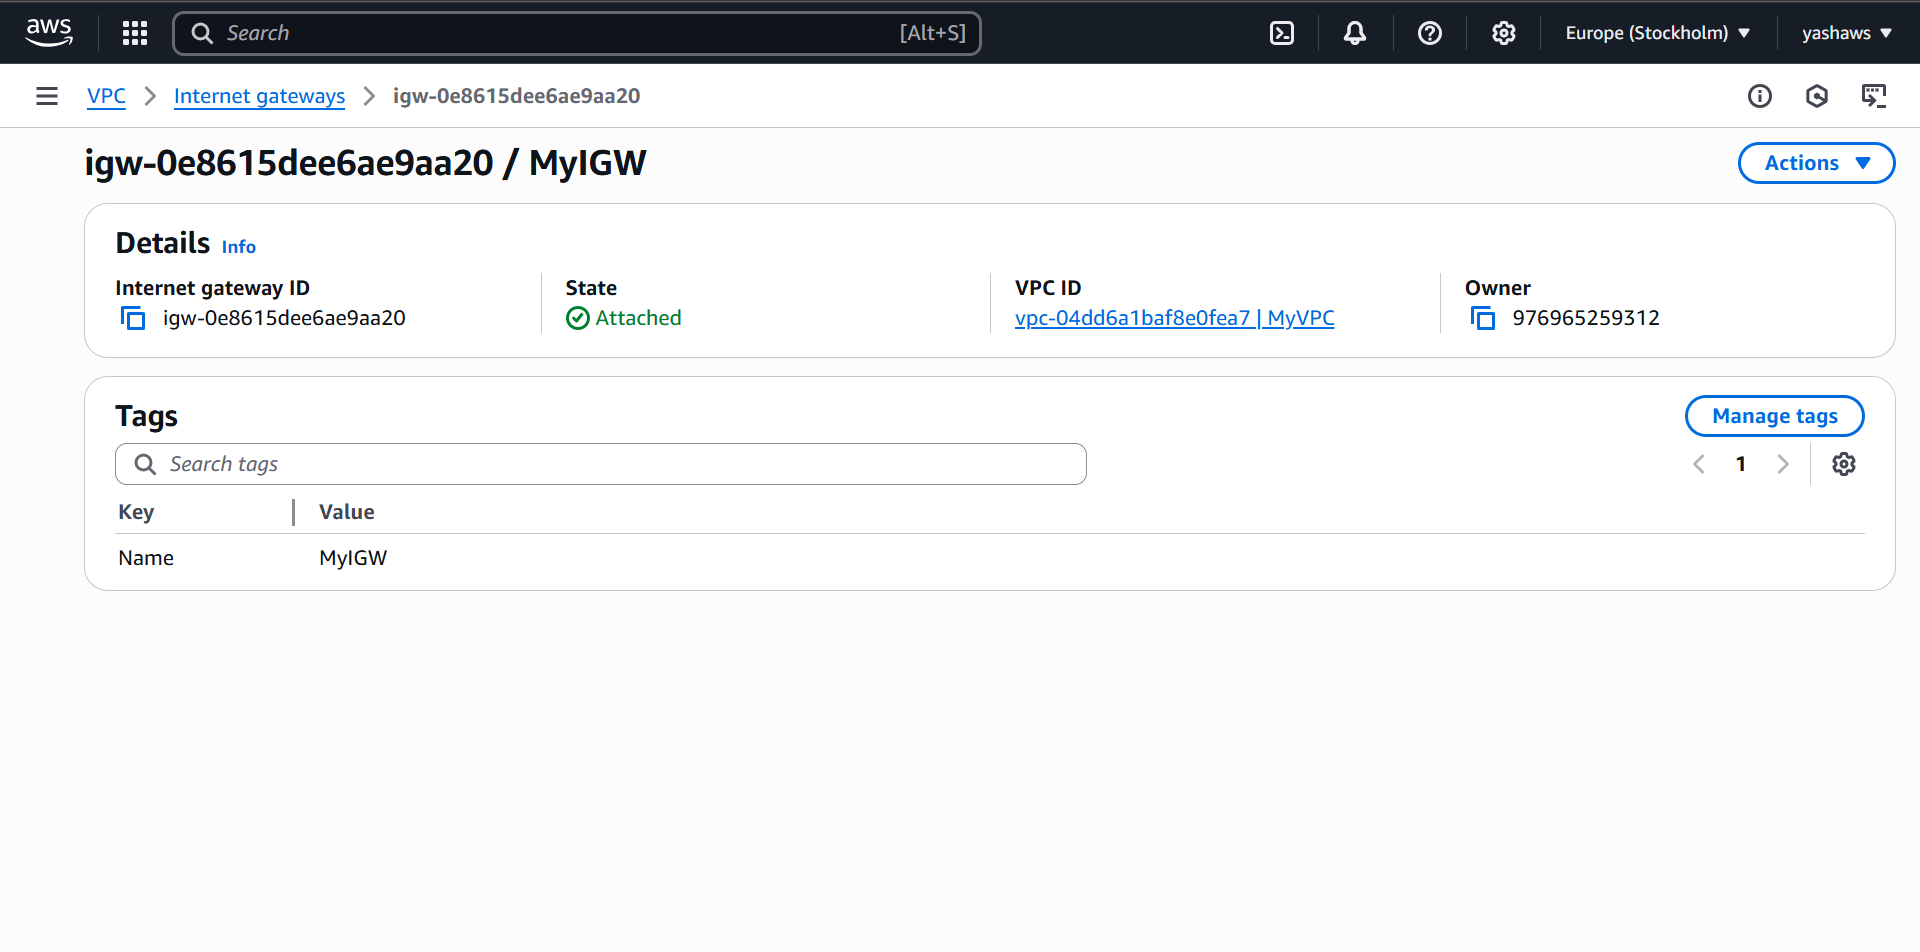 aws Search [Alt+S] Europe (Stockholm) yashaws
VPC Internet gateways igw-0e8615dee6ae9aa20
igw-0e8615dee6ae9aa20 / MyIGW Actions
Details Info
Internet gateway ID State VPC ID Owner
igw-0e8615dee6ae9aa20 Attached vpc-04dd6a1baf8e0fea7 | MyVPC 976965259312
Tags Manage tags
Search tags 1
Key Value
Name MyIGW